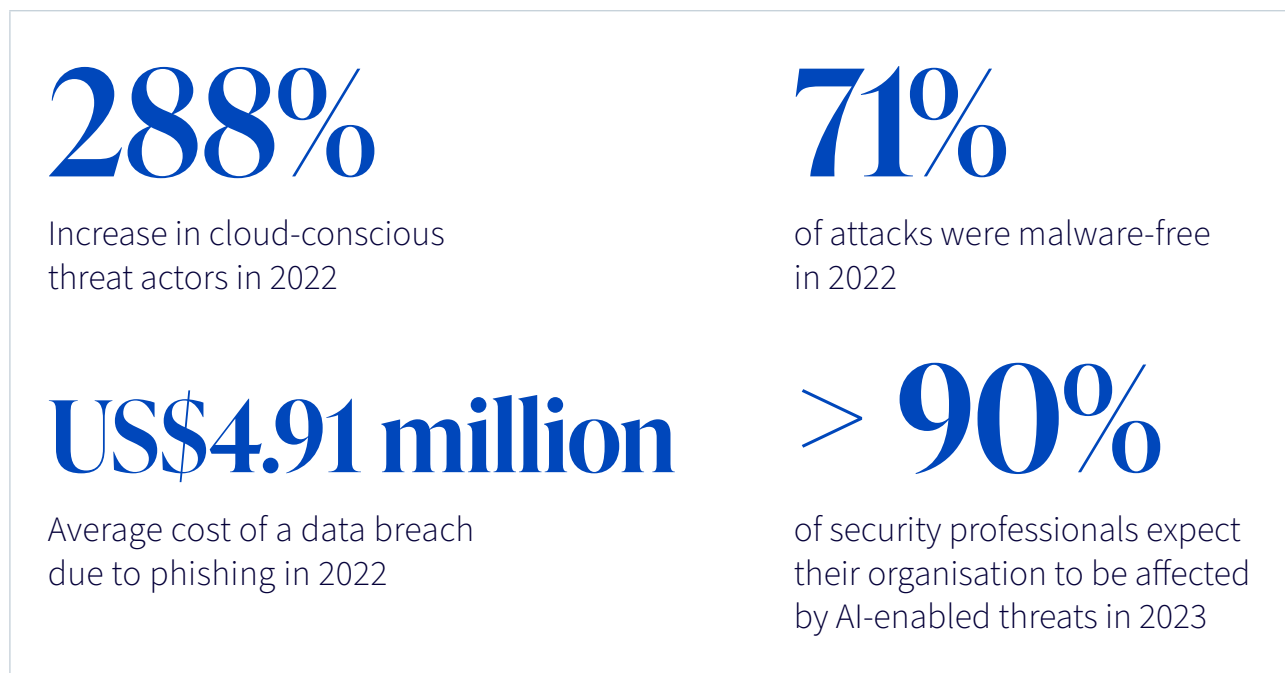 288%
Increase in cloud-conscious
threat actors in 2022
71%
of attacks were malware-free
in 2022
US$4.91 million
Average cost of a data breach
due to phishing in 2022
> 90%
of security professionals expect
their organisation to be affected
by AI-enabled threats in 2023